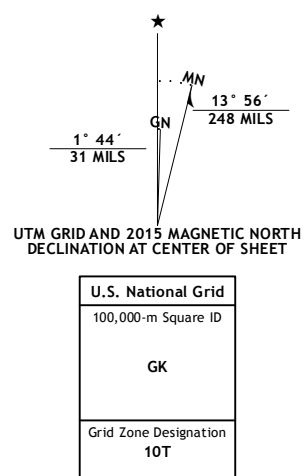 ★
MN
GN
13° 56´
248 MILS
1° 44´
31 MILS
UTM GRID AND 2015 MAGNETIC NORTH
DECLINATION AT CENTER OF SHEET
U.S. National Grid
100,000-m Square ID
GK
Grid Zone Designation
10T